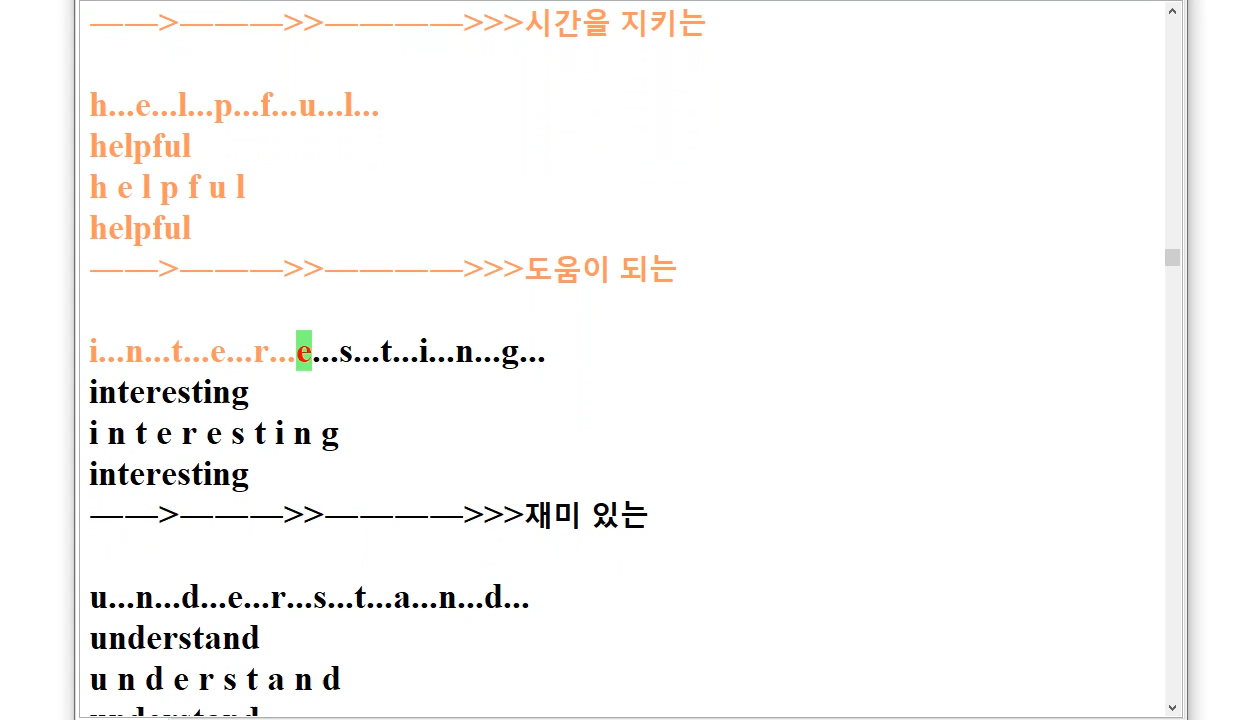 ——>———>>————>>>시간을 지키는
h...e...l...p...f...u...l...
helpful
h e l p f u l
helpful
——>———>>————>>>도움이 되는
i...n...t...e...r...e...s...t...i...n...g...
interesting
i n t e r e s t i n g
interesting
——>———>>————>>>재미 있는
u...n...d...e...r...s...t...a...n...d...
understand
u n d e r s t a n d
understand